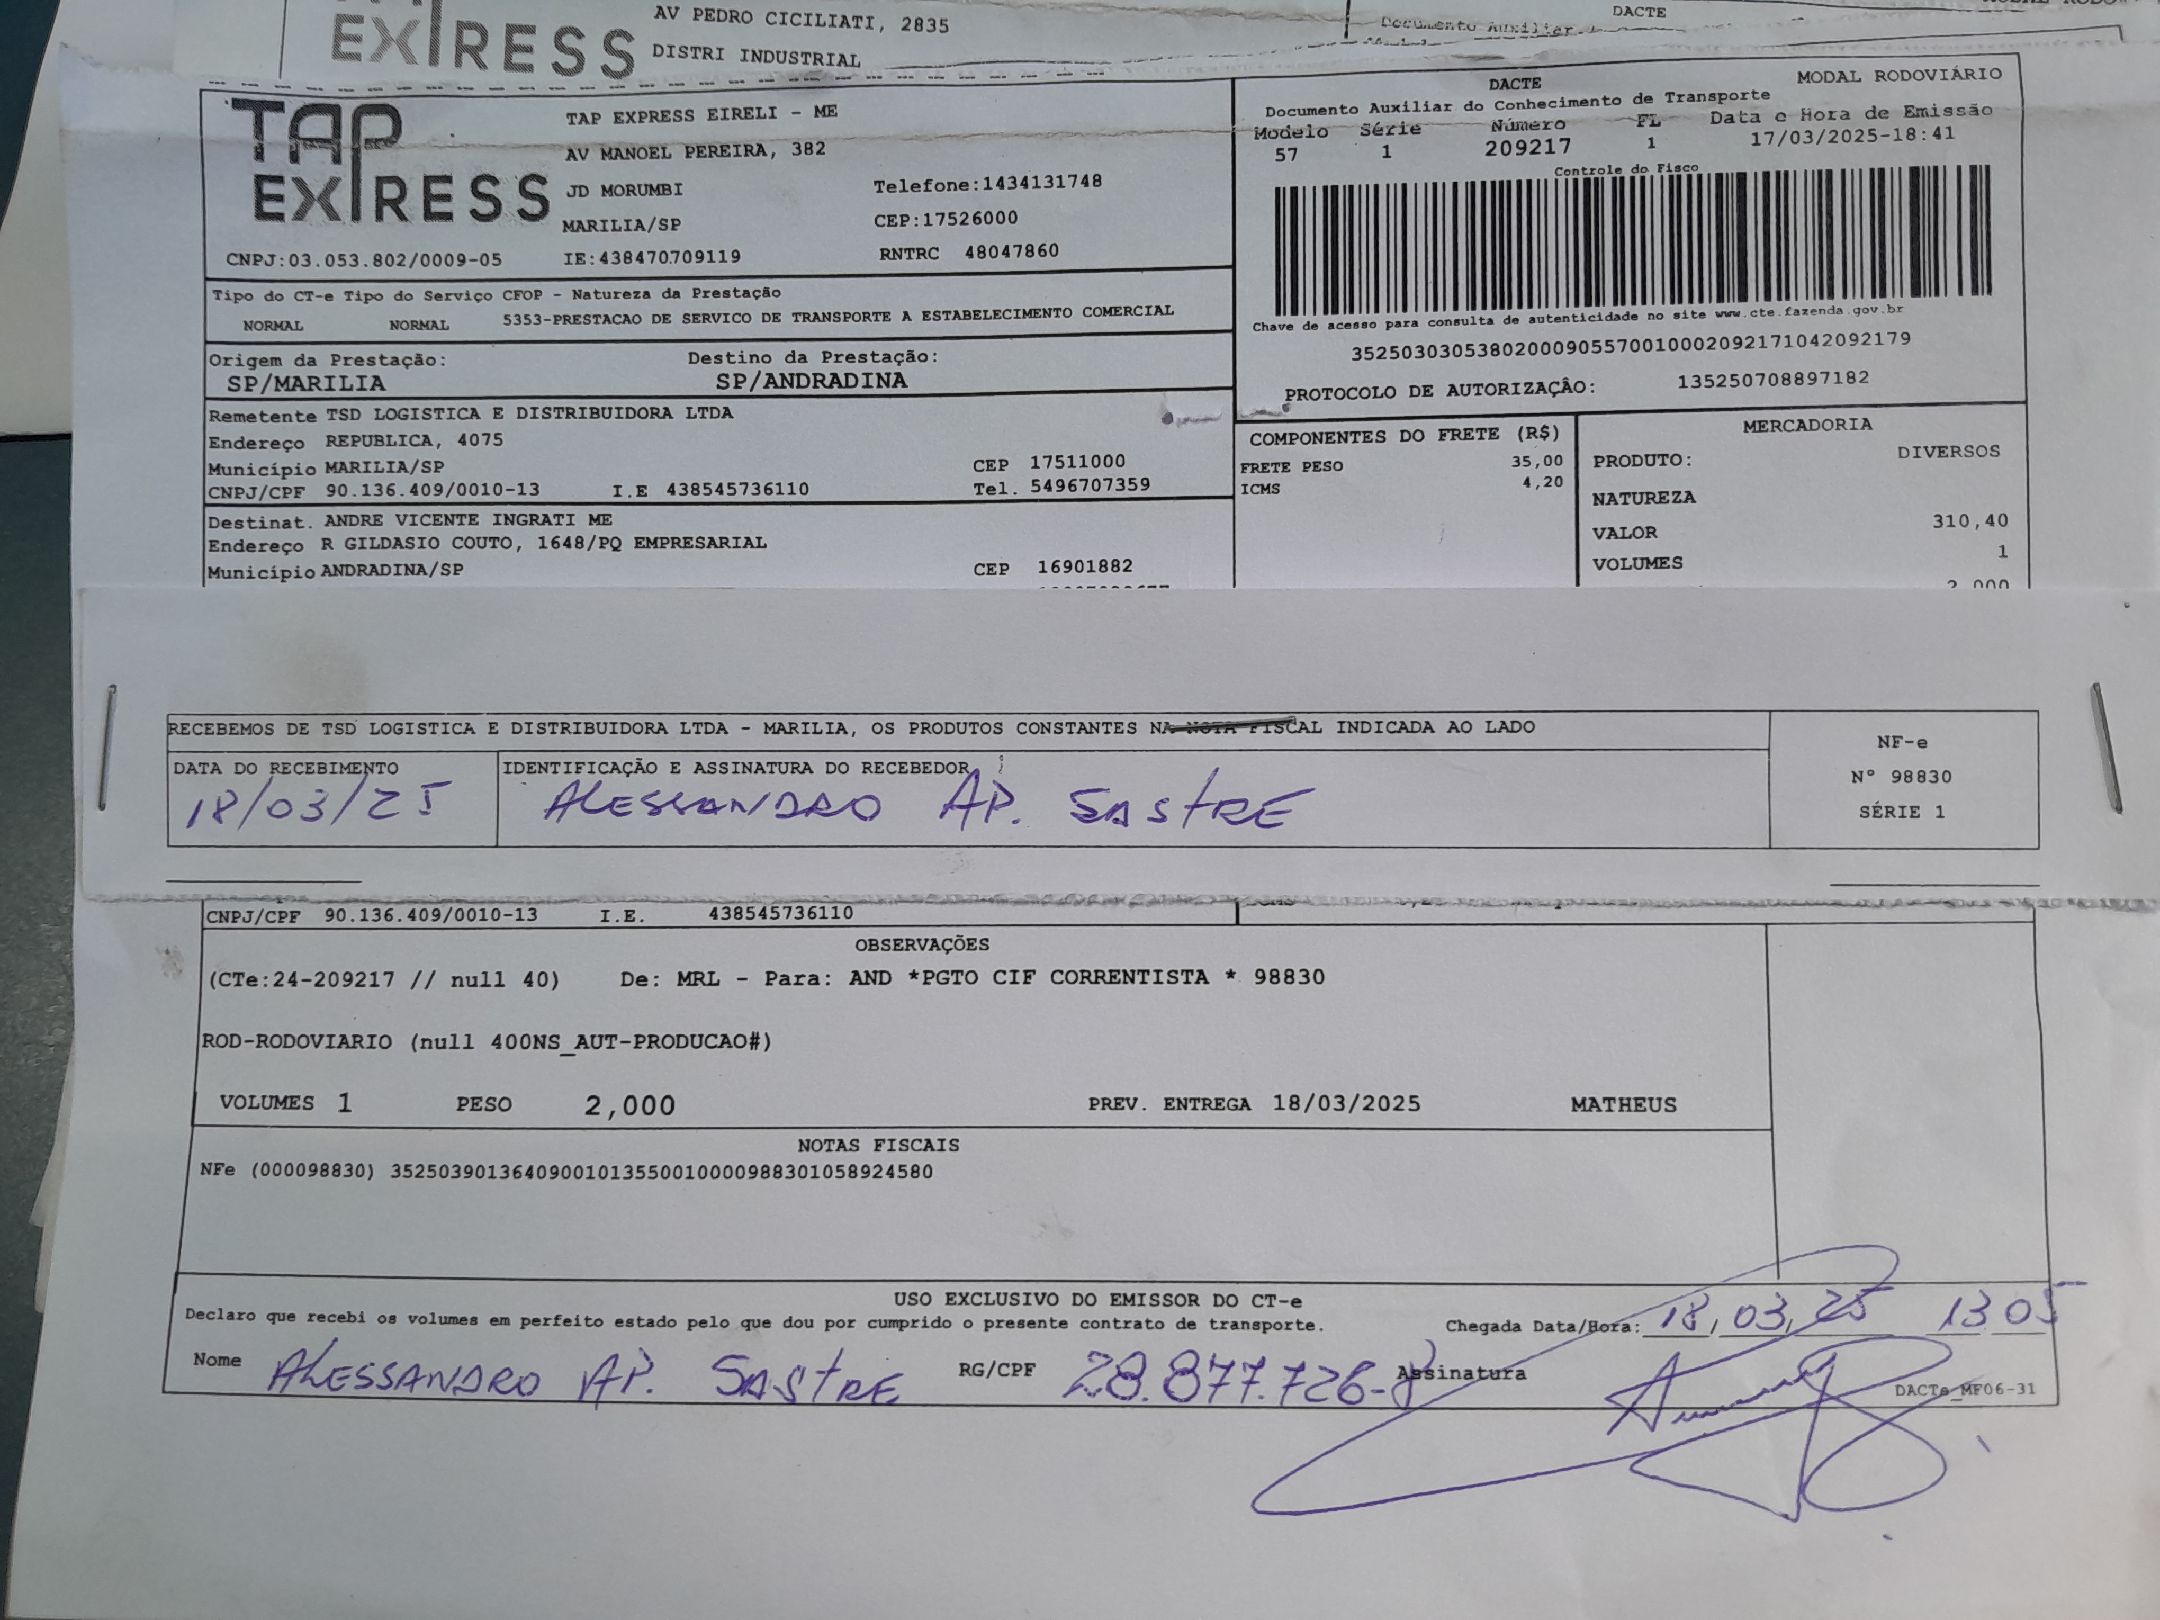 EXPRESS
AV PEDRO CICILIATI, 2835
DISTRI INDUSTRIAL
DACTE
Documento Auxiliar
TAP EXPRESS
TAP EXPRESS EIRELI - ME
AV MANOEL PEREIRA, 382
JD MORUMBI
Telefone:1434131748
MARILIA/SP
CEP:17526000
CNPJ:03.053.802/0009-05 IE:438470709119 RNTRC 48047860
DACTE MODAL RODOVIÁRIO
Documento Auxiliar do Conhecimento de Transporte
Modelo Série Número FL Data e Hora de Emissão
57 1 209217 1 17/03/2025-18:41
Controle do Fisco
Chave de acesso para consulta de autenticidade no site www.cte.fazenda.gov.br
35250303053802000905570010002092171042092179
PROTOCOLO DE AUTORIZAÇÃO: 135250708897182
Tipo do CT-e Tipo do Serviço CFOP - Natureza da Prestação
NORMAL NORMAL 5353-PRESTACAO DE SERVICO DE TRANSPORTE A ESTABELECIMENTO COMERCIAL
Origem da Prestação: Destino da Prestação:
SP/MARILIA SP/ANDRADINA
Remetente TSD LOGISTICA E DISTRIBUIDORA LTDA
Endereço REPUBLICA, 4075
Município MARILIA/SP CEP 17511000
CNPJ/CPF 90.136.409/0010-13 I.E 438545736110 Tel. 5496707359
Destinat. ANDRE VICENTE INGRATI ME
Endereço R GILDASIO COUTO, 1648/PQ EMPRESARIAL
Município ANDRADINA/SP CEP 16901882
COMPONENTES DO FRETE (R$)
FRETE PESO 35,00
ICMS 4,20
MERCADORIA
PRODUTO: DIVERSOS
NATUREZA
VALOR 310,40
VOLUMES 1
2,000
RECEBEMOS DE TSD LOGISTICA E DISTRIBUIDORA LTDA - MARILIA, OS PRODUTOS CONSTANTES NA NOTA FISCAL INDICADA AO LADO
DATA DO RECEBIMENTO IDENTIFICAÇÃO E ASSINATURA DO RECEBEDOR
18/03/25 ALESSANDRO AP. SASTRE
NF-e
Nº 98830
SÉRIE 1
CNPJ/CPF 90.136.409/0010-13 I.E. 438545736110
OBSERVAÇÕES
(CTe:24-209217 // null 40) De: MRL - Para: AND *PGTO CIF CORRENTISTA * 98830
ROD-RODOVIARIO (null 400NS_AUT-PRODUCAO#)
VOLUMES 1 PESO 2,000 PREV. ENTREGA 18/03/2025 MATHEUS
NOTAS FISCAIS
NFe (000098830) 35250390136409001013550010000988301058924580
USO EXCLUSIVO DO EMISSOR DO CT-e
Declaro que recebi os volumes em perfeito estado pelo que dou por cumprido o presente contrato de transporte.
Chegada Data/Hora: 18/03/25 13 05
Nome ALESSANDRO AP. SASTRE RG/CPF 28.877.726-8 Assinatura
DACTe_MF06-31